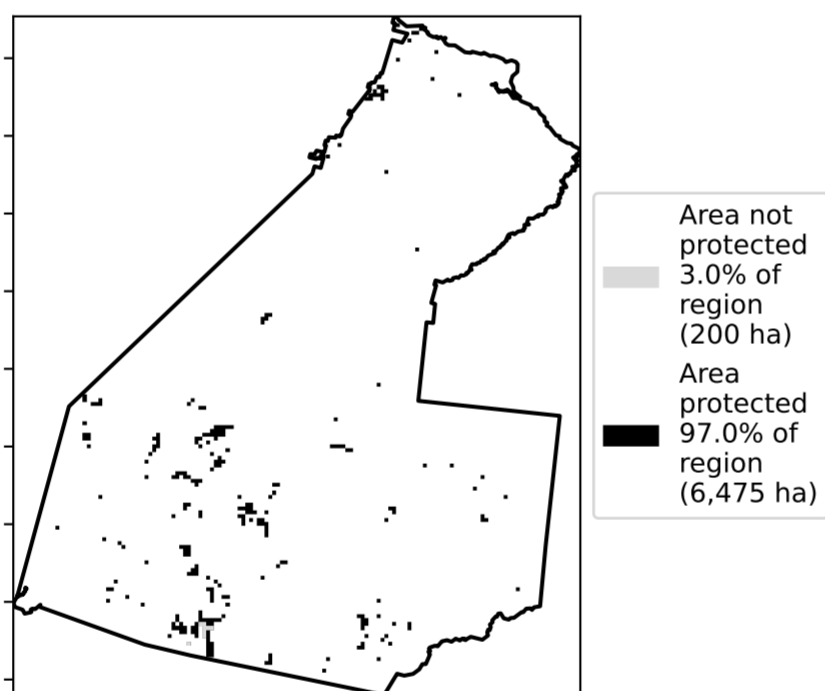 Area not
protected
3.0% of
region
(200 ha)
Area
protected
97.0% of
region
(6,475 ha)